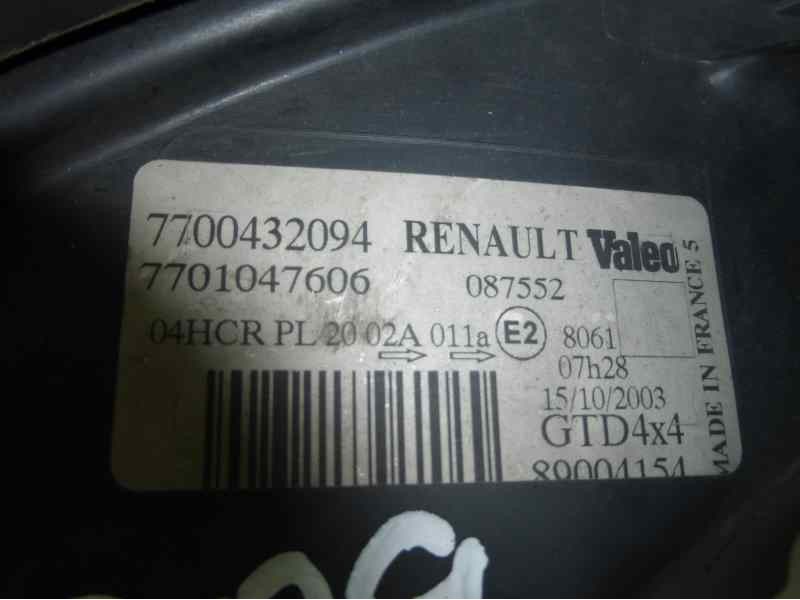 7700432094 RENAULT Valeo
7701047606 087552
04HCR PL 20 02A 011a E2 8061
07h28
15/10/2003
GTD4x4
89004154
MADE IN FRANCE 5